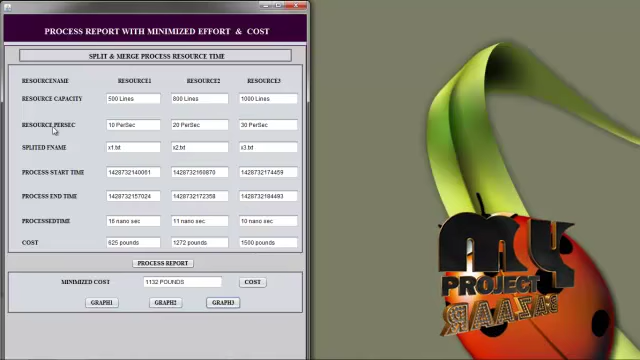 PROCESS REPORT WITH MINIMIZED EFFORT & COST
SPLIT & MERGE PROCESS RESOURCE TIME
RESOURCENAME RESOURCE1 RESOURCE2 RESOURCE3
RESOURCE CAPACITY 500 Lines 800 Lines 1000 Lines
RESOURCE PERSEC 10 PerSec 20 PerSec 30 PerSec
SPLITED FNAME x1.txt x2.txt x3.txt
PROCESS START TIME 1428732140061 1428732160870 1428732174459
PROCESS END TIME 1428732157024 1428732172358 1428732184493
PROCESSEDTIME 15 nano sec 11 nano sec 10 nano sec
COST 625 pounds 1272 pounds 1500 pounds
PROCESS REPORT
MINIMIZED COST 1132 POUNDS COST
GRAPH1 GRAPH2 GRAPH3
MY
PROJECT
BAZAAR